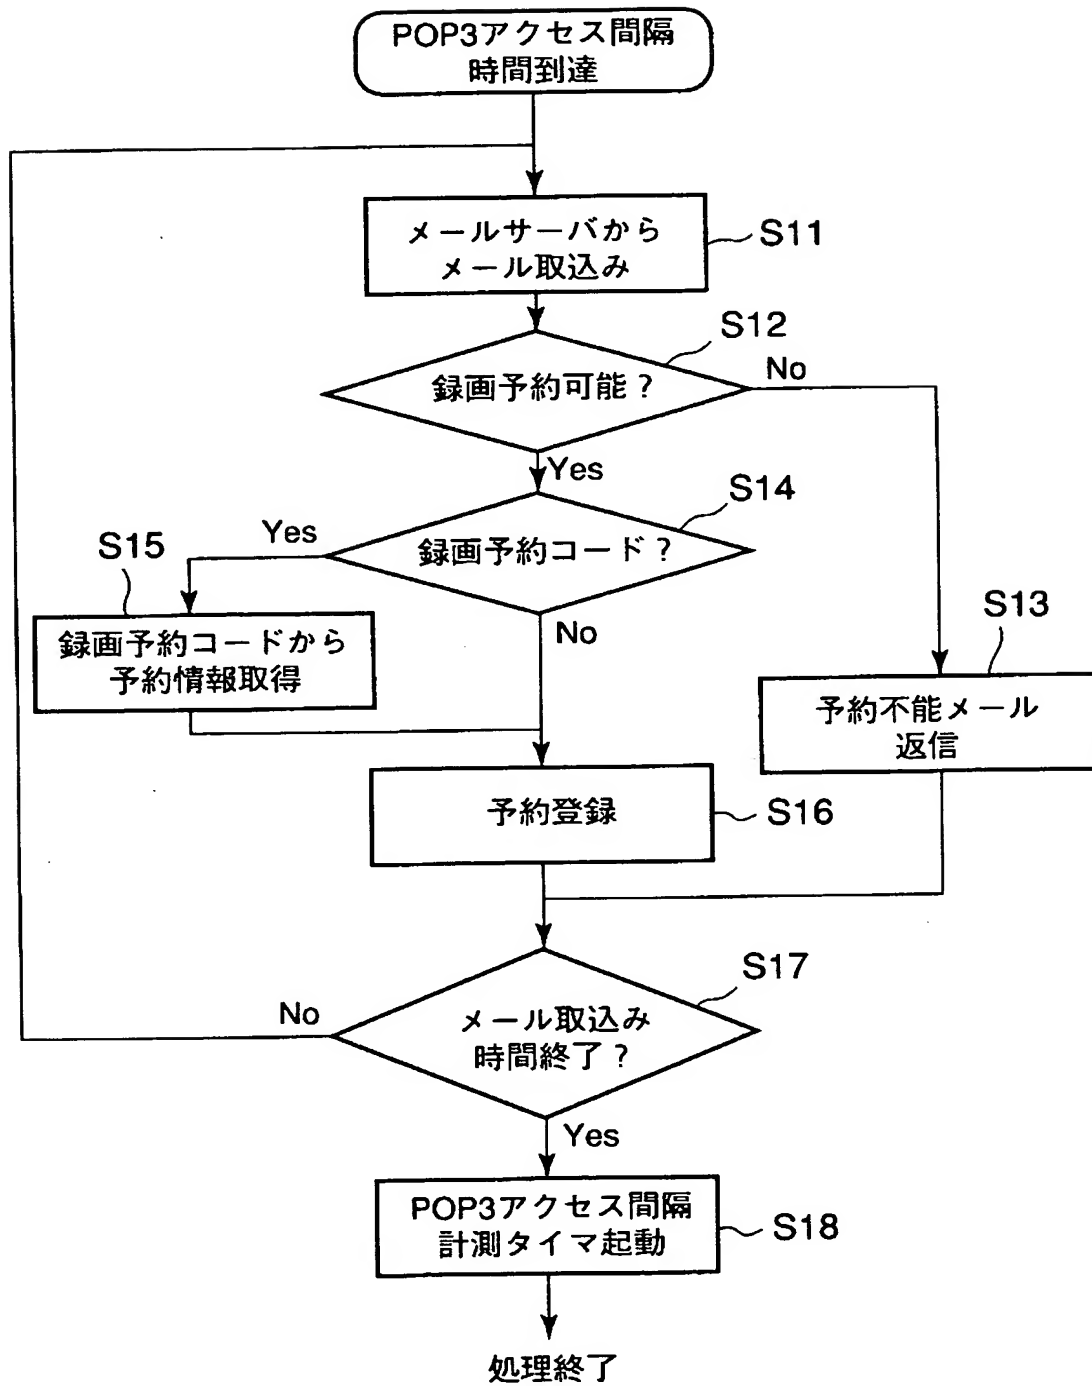 POP3アクセス間隔
時間到達
メールサーバから
メール取込み
S11
S12
録画予約可能？
No
Yes
S14
録画予約コード？
Yes
No
S15
録画予約コードから
予約情報取得
S13
予約不能メール
返信
予約登録
S16
S17
メール取込み
時間終了？
No
Yes
POP3アクセス間隔
計測タイマ起動
S18
処理終了